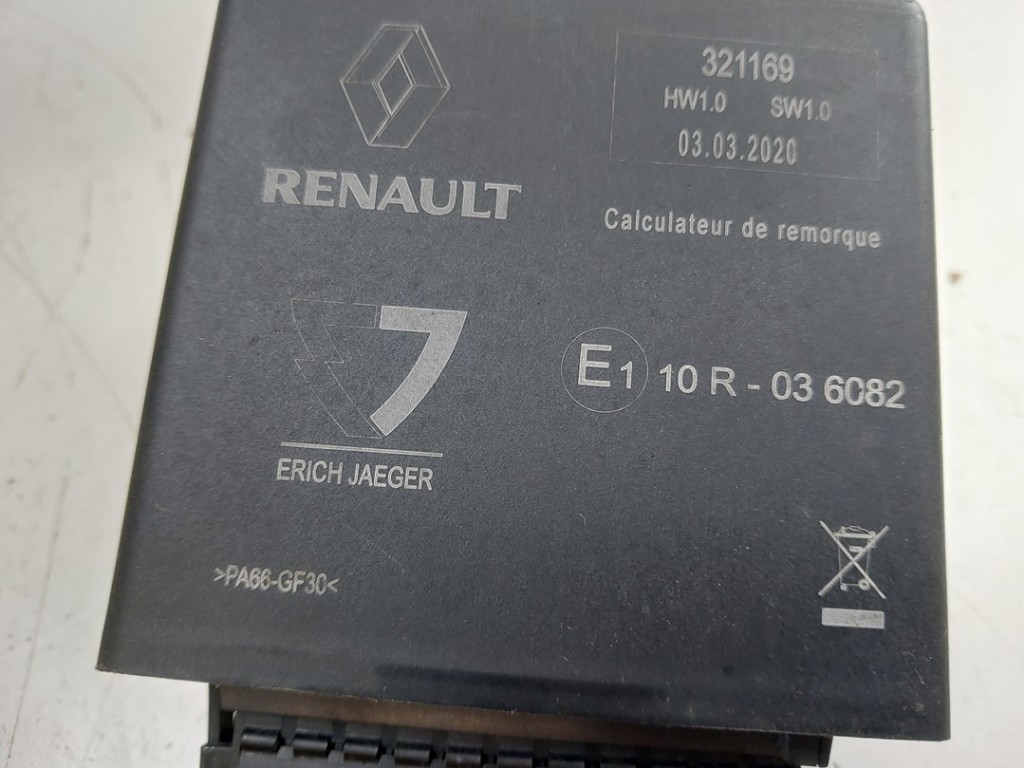 321169
HW1.0 SW1.0
03.03.2020
RENAULT
Calculateur de remorque
E1 10 R - 03 6082
ERICH JAEGER
>PA66-GF30<